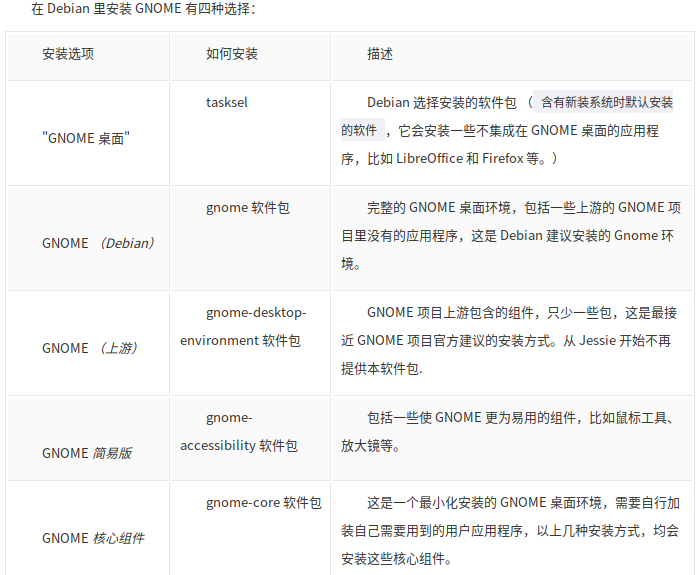 在 Debian 里安装 GNOME 有四种选择：
安装选项 如何安装 描述
"GNOME 桌面"
tasksel
Debian 选择安装的软件包 （ 含有新装系统时默认安装
的软件 ，它会安装一些不集成在 GNOME 桌面的应用程
序，比如 LibreOffice 和 Firefox 等。）
GNOME （Debian）
gnome 软件包
完整的 GNOME 桌面环境，包括一些上游的 GNOME 项
目里没有的应用程序，这是 Debian 建议安装的 Gnome 环
境。
GNOME （上游）
gnome-desktop-
environment 软件包
GNOME 项目上游包含的组件，只少一些包，这是最接
近 GNOME 项目官方建议的安装方式。从 Jessie 开始不再
提供本软件包.
GNOME 简易版
gnome-
accessibility 软件包
包括一些使 GNOME 更为易用的组件，比如鼠标工具、
放大镜等。
GNOME 核心组件
gnome-core 软件包
这是一个最小化安装的 GNOME 桌面环境，需要自行加
装自己需要用到的用户应用程序，以上几种安装方式，均会
安装这些核心组件。